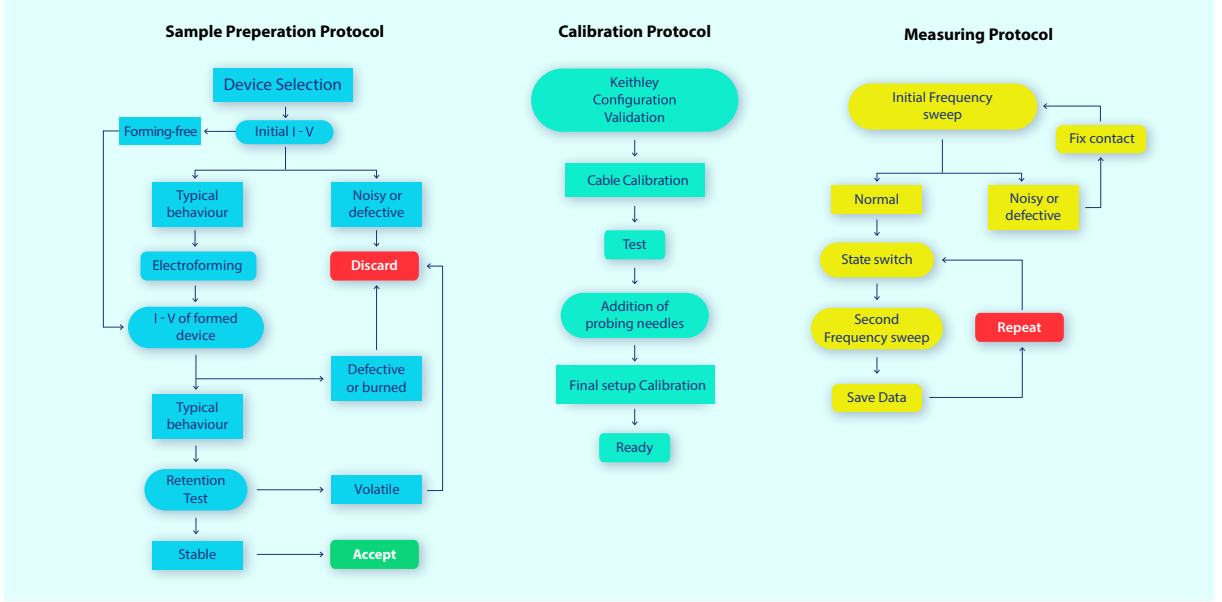 Sample Preperation Protocol
Device Selection
Forming-free
Initial I - V
Typical
behaviour
Noisy or
defective
Electroforming
Discard
I - V of formed
device
Defective
or burned
Typical
behaviour
Retention
Test
Volatile
Stable
Accept
Calibration Protocol
Keithley
Configuration
Validation
Cable Calibration
Test
Addition of
probing needles
Final setup Calibration
Ready
Measuring Protocol
Initial Frequency
sweep
Fix contact
Normal
Noisy or
defective
State switch
Second
Frequency sweep
Repeat
Save Data